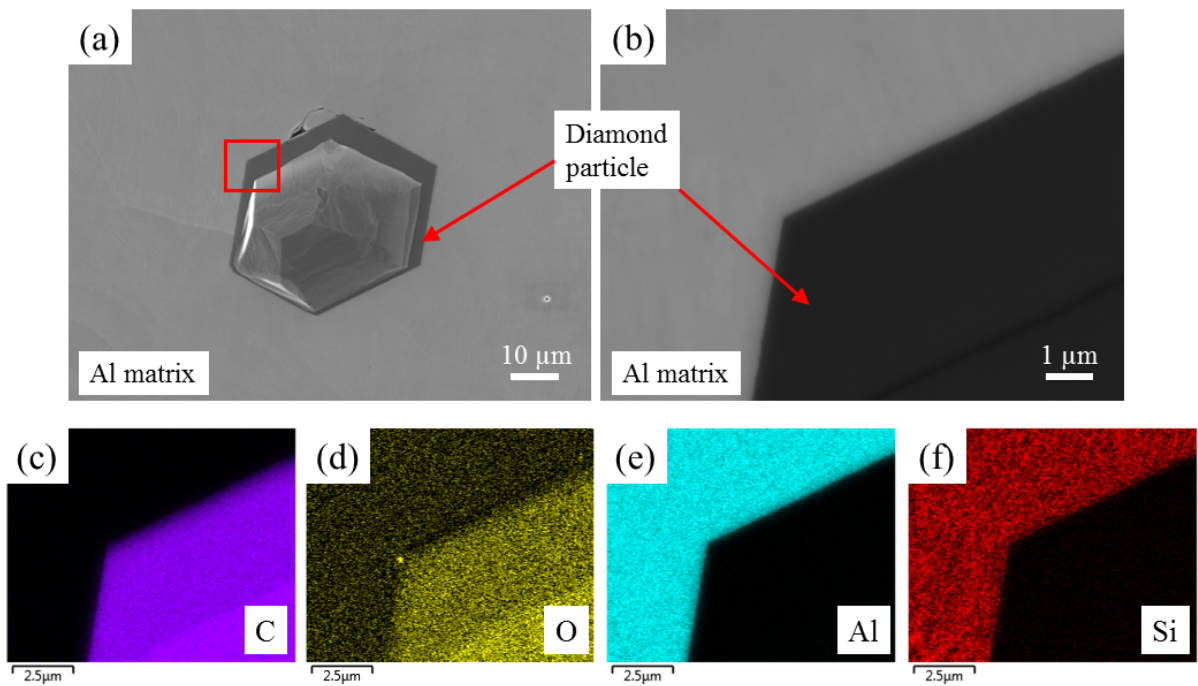 (a)
(b)
Diamond
particle
Al matrix
10 µm
Al matrix
1 µm
(c)
(d)
(e)
(f)
C
O
Al
Si
2.5µm
2.5µm
2.5µm
2.5µm